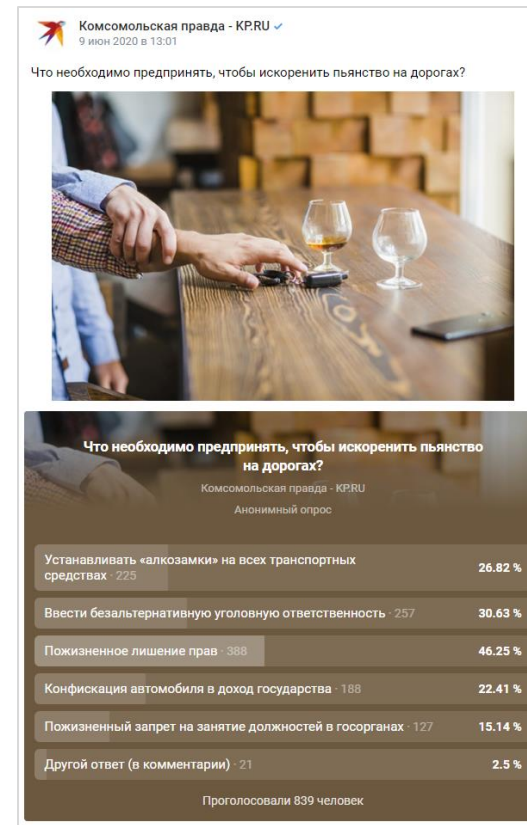 Комсомольская правда - KP.RU
9 июн 2020 в 13:01
Что необходимо предпринять, чтобы искоренить пьянство на дорогах?
Что необходимо предпринять, чтобы искоренить пьянство
на дорогах?
Комсомольская правда - KP.RU
Анонимный опрос
Устанавливать «алкозамки» на всех транспортных
средствах · 225 26.82 %
Ввести безальтернативную уголовную ответственность · 257 30.63 %
Пожизненное лишение прав · 388 46.25 %
Конфискация автомобиля в доход государства · 188 22.41 %
Пожизненный запрет на занятие должностей в госорганах · 127 15.14 %
Другой ответ (в комментарии) · 21 2.5 %
Проголосовали 839 человек